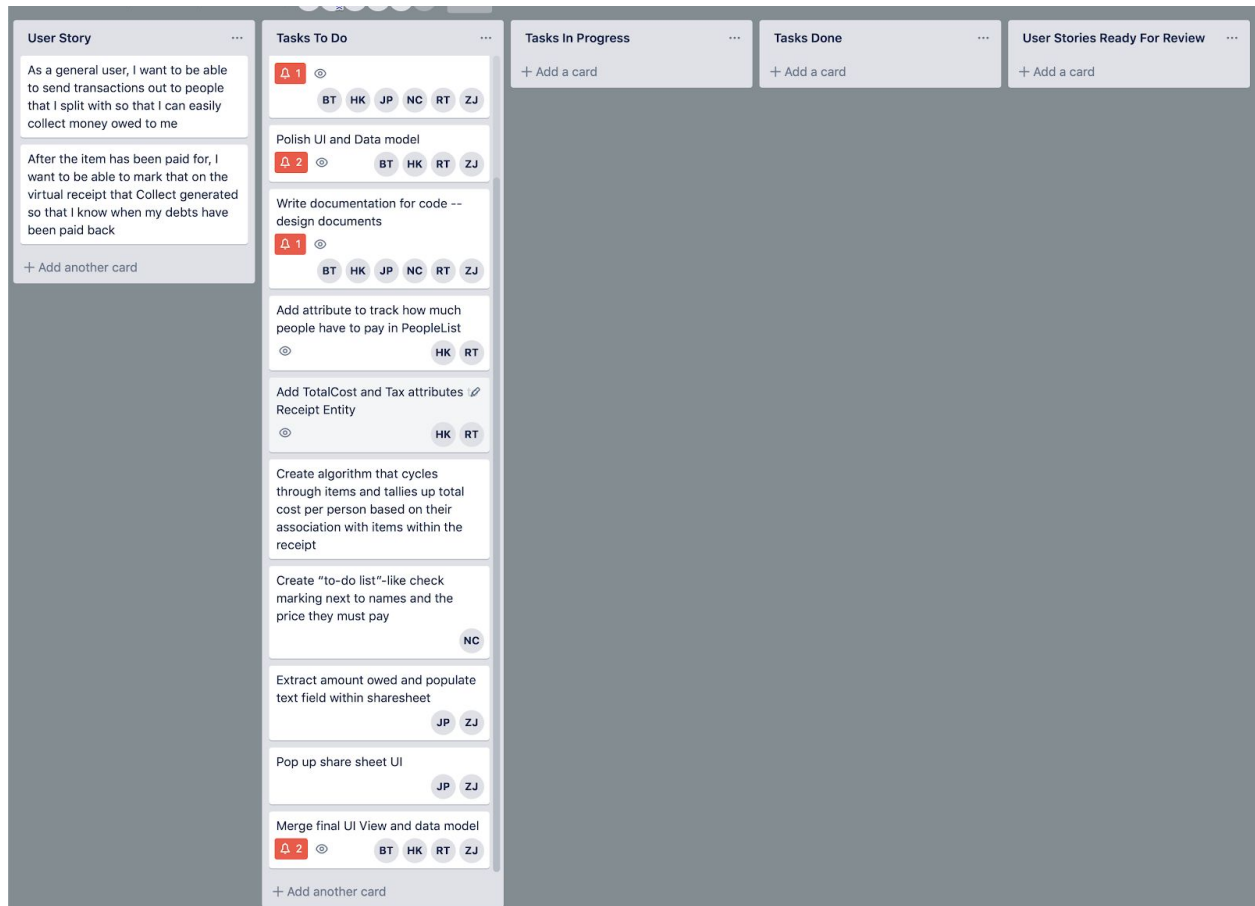 User Story
As a general user, I want to be able
to send transactions out to people
that I split with so that I can easily
collect money owed to me
After the item has been paid for, I
want to be able to mark that on the
virtual receipt that Collect generated
so that I know when my debts have
been paid back
+ Add another card
Tasks To Do
1
BT HK JP NC RT ZJ
Polish UI and Data model
2 BT HK RT ZJ
Write documentation for code --
design documents
1
BT HK JP NC RT ZJ
Add attribute to track how much
people have to pay in PeopleList
HK RT
Add TotalCost and Tax attributes
Receipt Entity
HK RT
Create algorithm that cycles
through items and tallies up total
cost per person based on their
association with items within the
receipt
Create “to-do list”-like check
marking next to names and the
price they must pay
NC
Extract amount owed and populate
text field within sharesheet
JP ZJ
Pop up share sheet UI
JP ZJ
Merge final UI View and data model
2 BT HK RT ZJ
+ Add another card
Tasks In Progress
+ Add a card
Tasks Done
+ Add a card
User Stories Ready For Review
+ Add a card